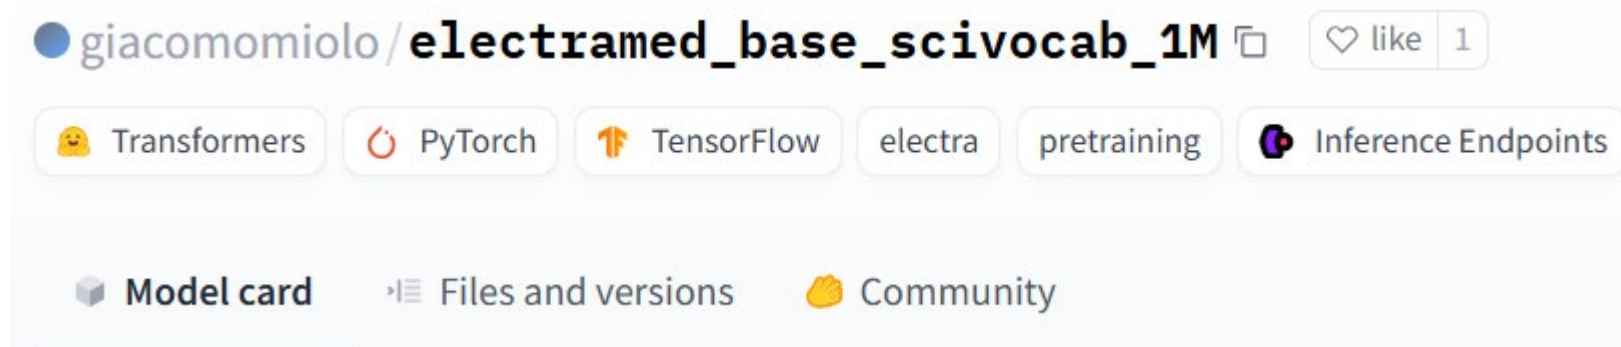 giacomomiolo/electramed_base_scivocab_1M like 1
Transformers PyTorch TensorFlow electra pretraining Inference Endpoints
Model card Files and versions Community